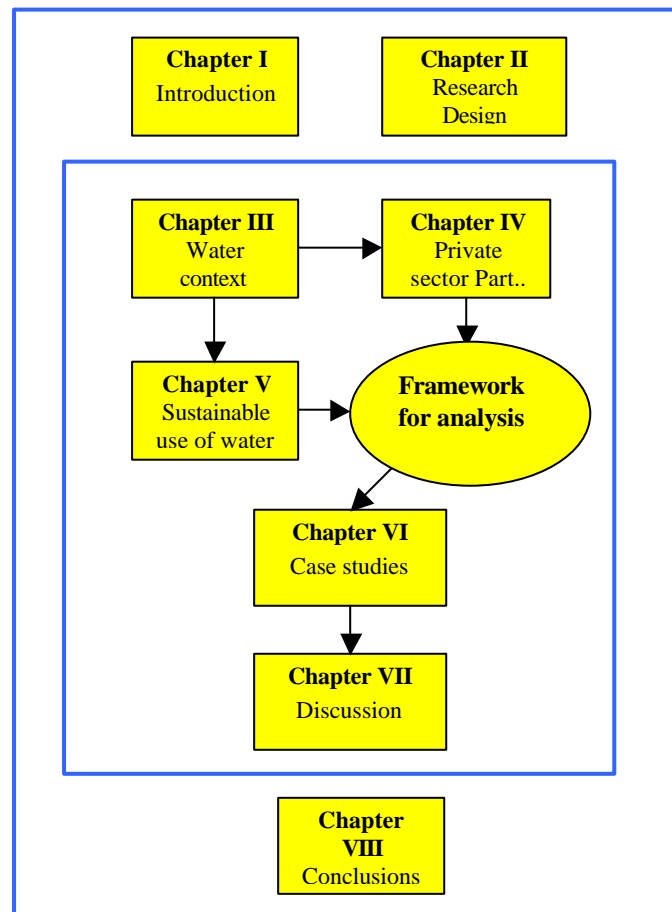 Chapter I
Introduction
Chapter II
Research
Design
Chapter III
Water
context
Chapter IV
Private
sector Part..
Chapter V
Sustainable
use of water
Framework
for analysis
Chapter VI
Case studies
Chapter VII
Discussion
Chapter
VIII
Conclusions